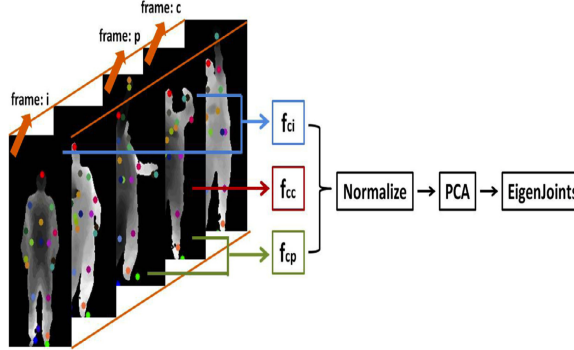 frame: c
frame: p
frame: i
fci
fcc
fcp
Normalize
PCA
EigenJoints